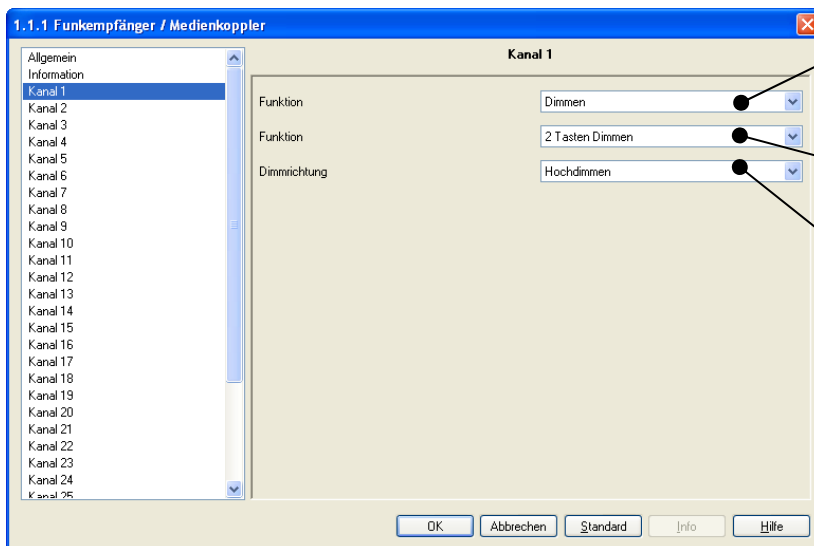 1.1.1 Funkempfänger / Medienkoppler
Allgemein
Information
Kanal 1
Kanal 2
Kanal 3
Kanal 4
Kanal 5
Kanal 6
Kanal 7
Kanal 8
Kanal 9
Kanal 10
Kanal 11
Kanal 12
Kanal 13
Kanal 14
Kanal 15
Kanal 16
Kanal 17
Kanal 18
Kanal 19
Kanal 20
Kanal 21
Kanal 22
Kanal 23
Kanal 24
Kanal 25
Kanal 1
Funktion Dimmen
Funktion 2 Tasten Dimmen
Dimmrichtung Hochdimmen
OK Abbrechen Standard Info Hilfe